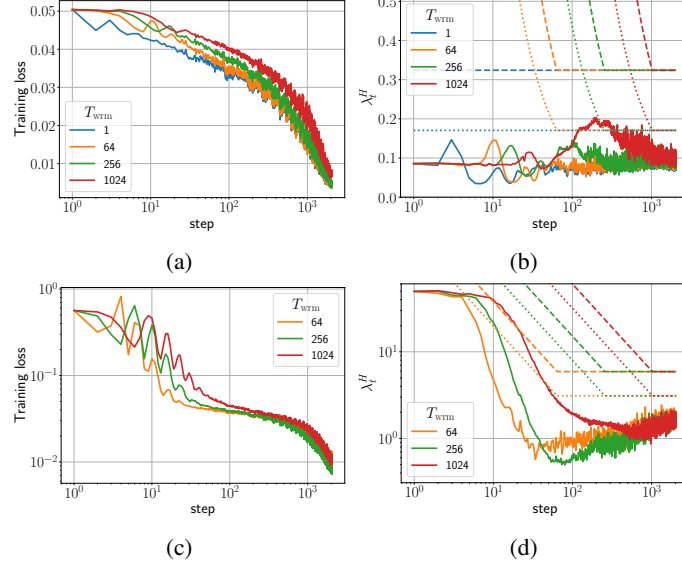 0.05
0.04
0.03
0.02
0.01
Training loss
T_wrm
1
64
256
1024
10^0
10^1
10^2
10^3
step
(a)
0.5
0.4
0.3
0.2
0.1
0.0
λ_t^H
T_wrm
1
64
256
1024
10^0
10^1
10^2
10^3
step
(b)
10^0
10^-1
10^-2
Training loss
T_wrm
64
256
1024
10^0
10^1
10^2
10^3
step
(c)
10^1
10^0
λ_t^H
T_wrm
64
256
1024
10^0
10^1
10^2
10^3
step
(d)